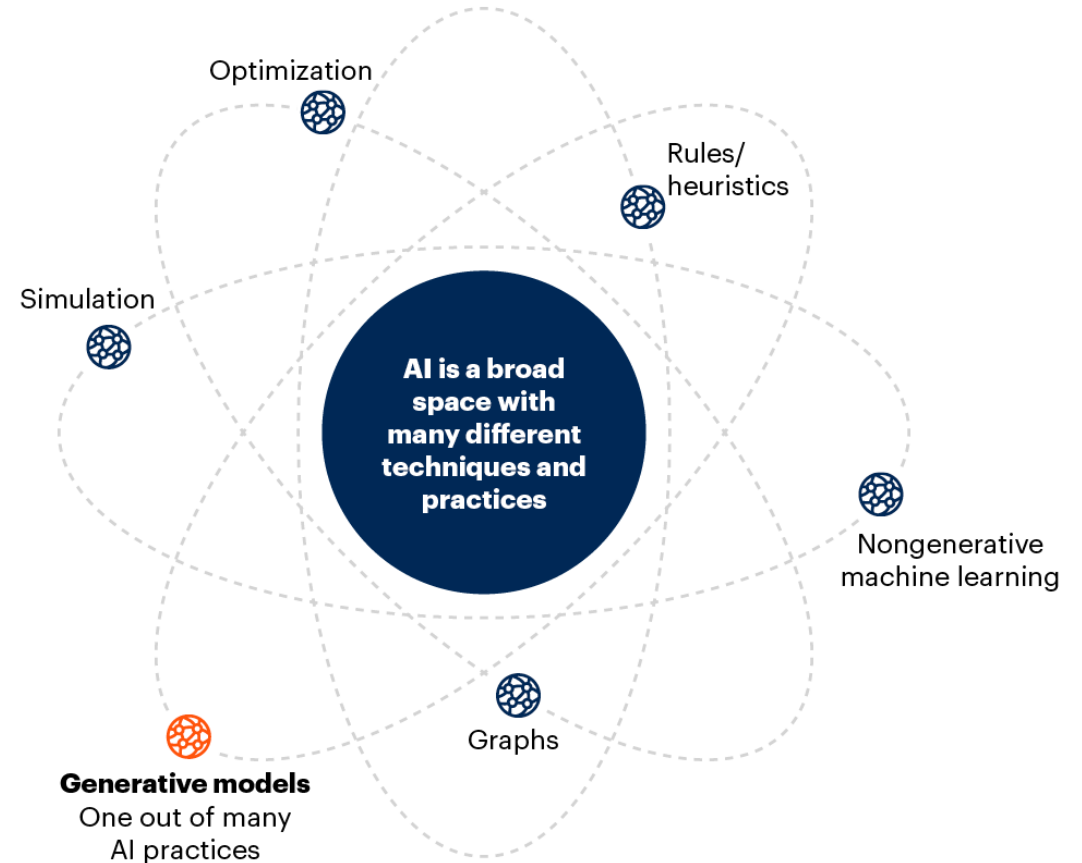 Optimization
Rules/
heuristics
Simulation
AI is a broad
space with
many different
techniques and
practices
Nongenerative
machine learning
Graphs
Generative models
One out of many
AI practices